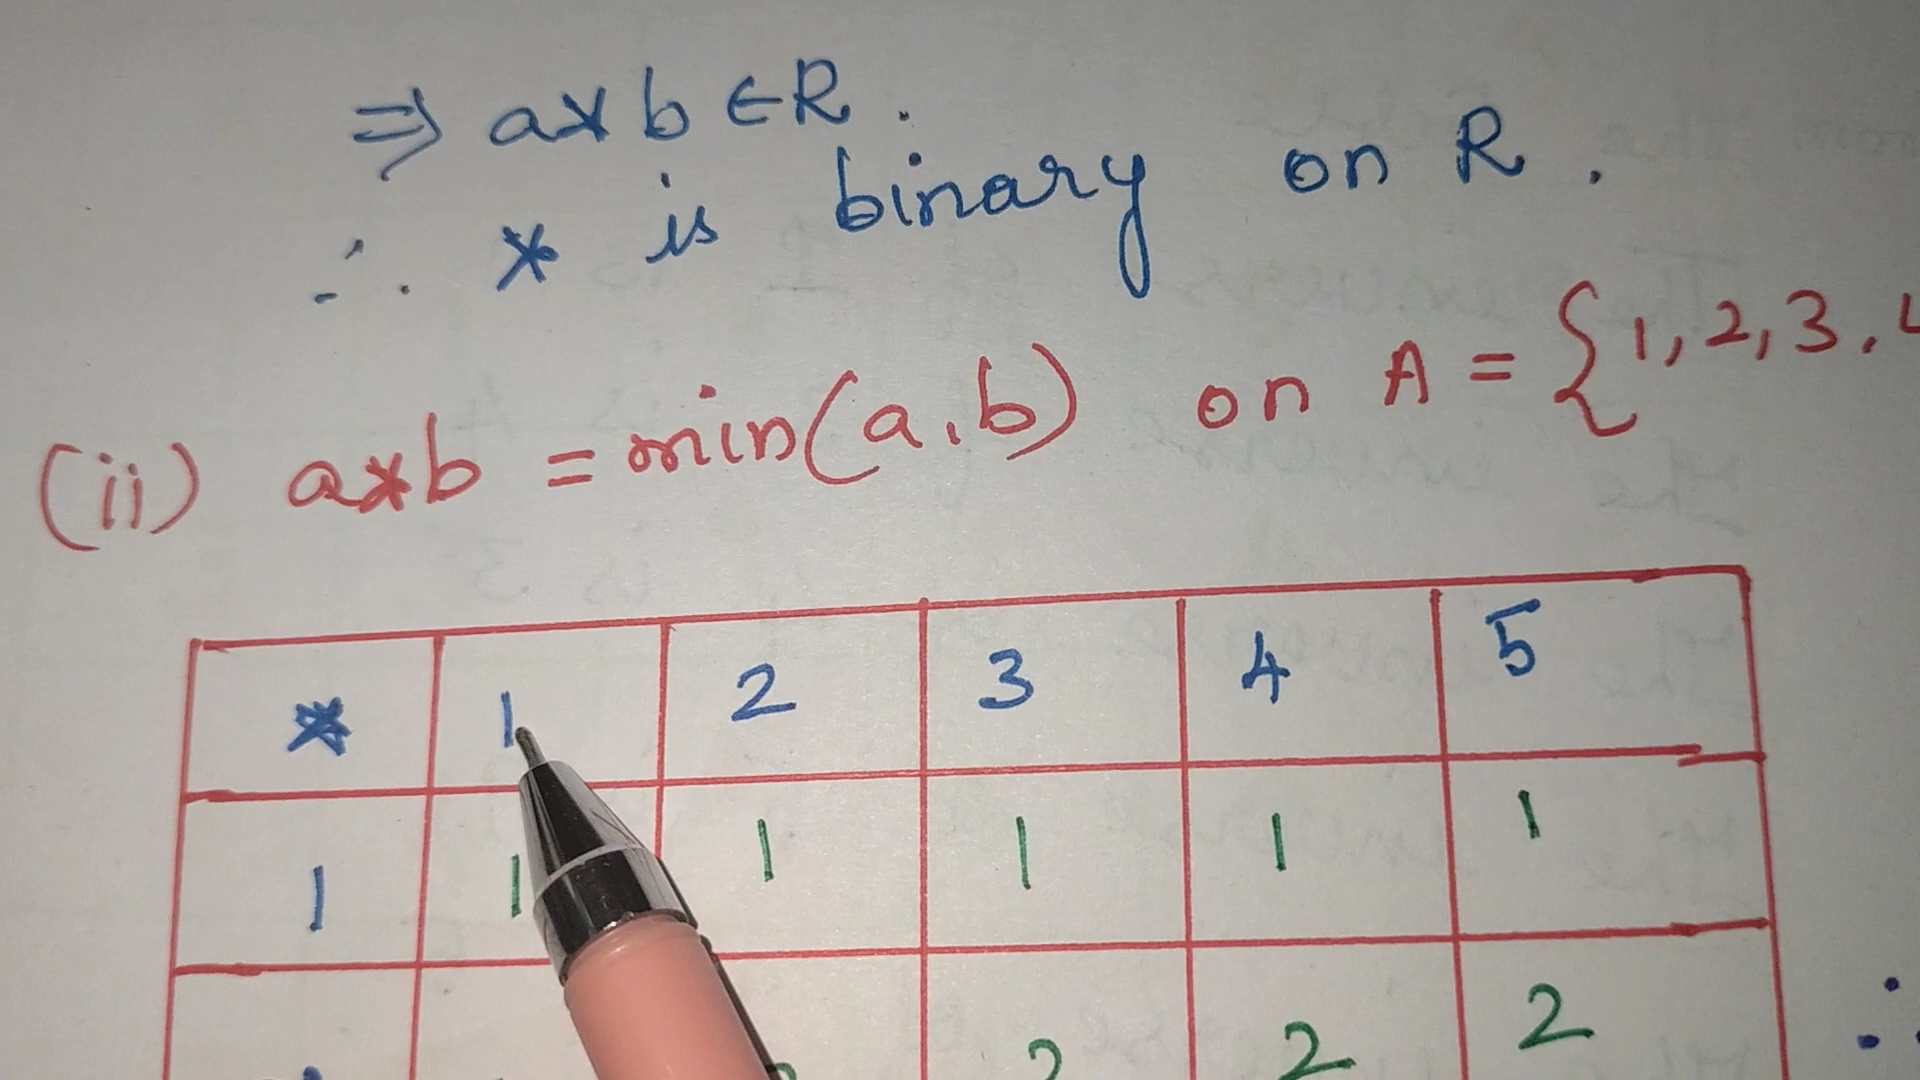 ⇒ a*b ∈ R.
∴ * is binary on R.
(ii) a*b = min(a,b) on A = {1, 2, 3, 4
* 1 2 3 4 5
1 1 1 1 1 1
2 2 2